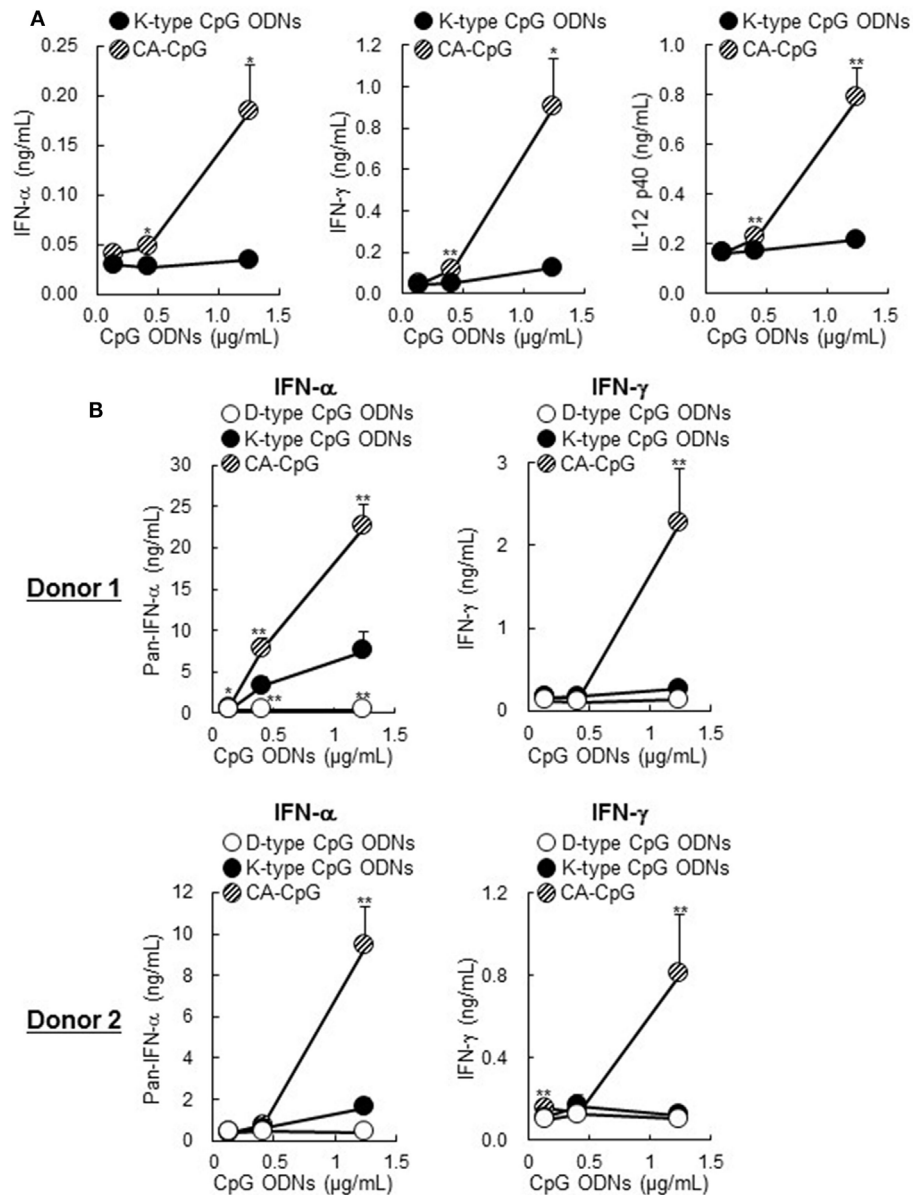 A
K-type CpG ODNs
CA-CpG
IFN-α (ng/mL)
0.25
0.20
0.15
0.10
0.05
0.00
*
*
0.0 0.5 1.0 1.5
CpG ODNs (µg/mL)
K-type CpG ODNs
CA-CpG
IFN-γ (ng/mL)
1.2
1.0
0.8
0.6
0.4
0.2
0.0
**
*
0.0 0.5 1.0 1.5
CpG ODNs (µg/mL)
K-type CpG ODNs
CA-CpG
IL-12 p40 (ng/mL)
1.0
0.8
0.6
0.4
0.2
0.0
**
**
0.0 0.5 1.0 1.5
CpG ODNs (µg/mL)
B
Donor 1
IFN-α
D-type CpG ODNs
K-type CpG ODNs
CA-CpG
Pan-IFN-α (ng/mL)
30
25
20
15
10
5
0
**
**
*
**
**
0 0.5 1 1.5
CpG ODNs (µg/mL)
IFN-γ
D-type CpG ODNs
K-type CpG ODNs
CA-CpG
IFN-γ (ng/mL)
3
2
1
0
**
0 0.5 1 1.5
CpG ODNs (µg/mL)
Donor 2
IFN-α
D-type CpG ODNs
K-type CpG ODNs
CA-CpG
Pan-IFN-α (ng/mL)
12
10
8
6
4
2
0
**
0 0.5 1 1.5
CpG ODNs (µg/mL)
IFN-γ
D-type CpG ODNs
K-type CpG ODNs
CA-CpG
IFN-γ (ng/mL)
1.2
0.8
0.4
0.0
**
**
0 0.5 1 1.5
CpG ODNs (µg/mL)